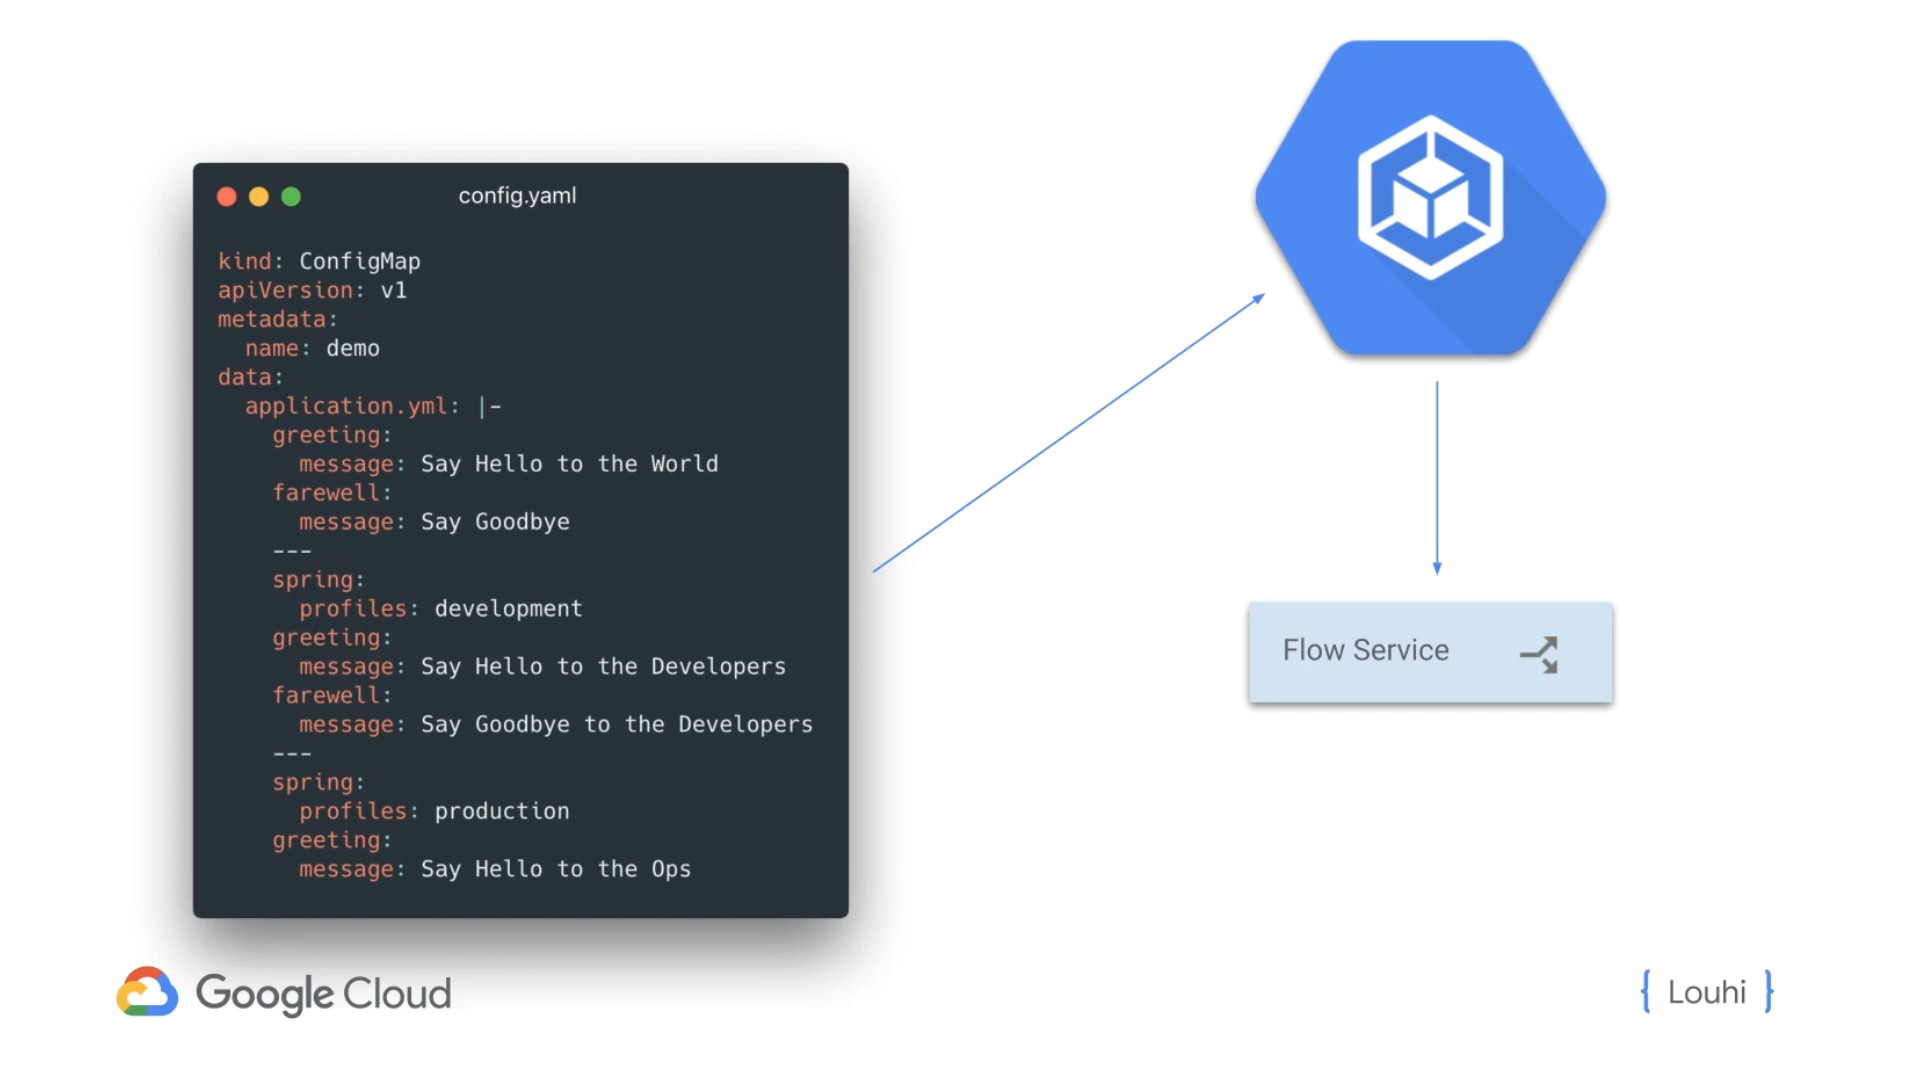 config.yaml
kind: ConfigMap
apiVersion: v1
metadata:
  name: demo
data:
  application.yml: |-
    greeting:
      message: Say Hello to the World
    farewell:
      message: Say Goodbye
    ---
    spring:
      profiles: development
    greeting:
      message: Say Hello to the Developers
    farewell:
      message: Say Goodbye to the Developers
    ---
    spring:
      profiles: production
    greeting:
      message: Say Hello to the Ops
Flow Service
Google Cloud
{ Louhi }